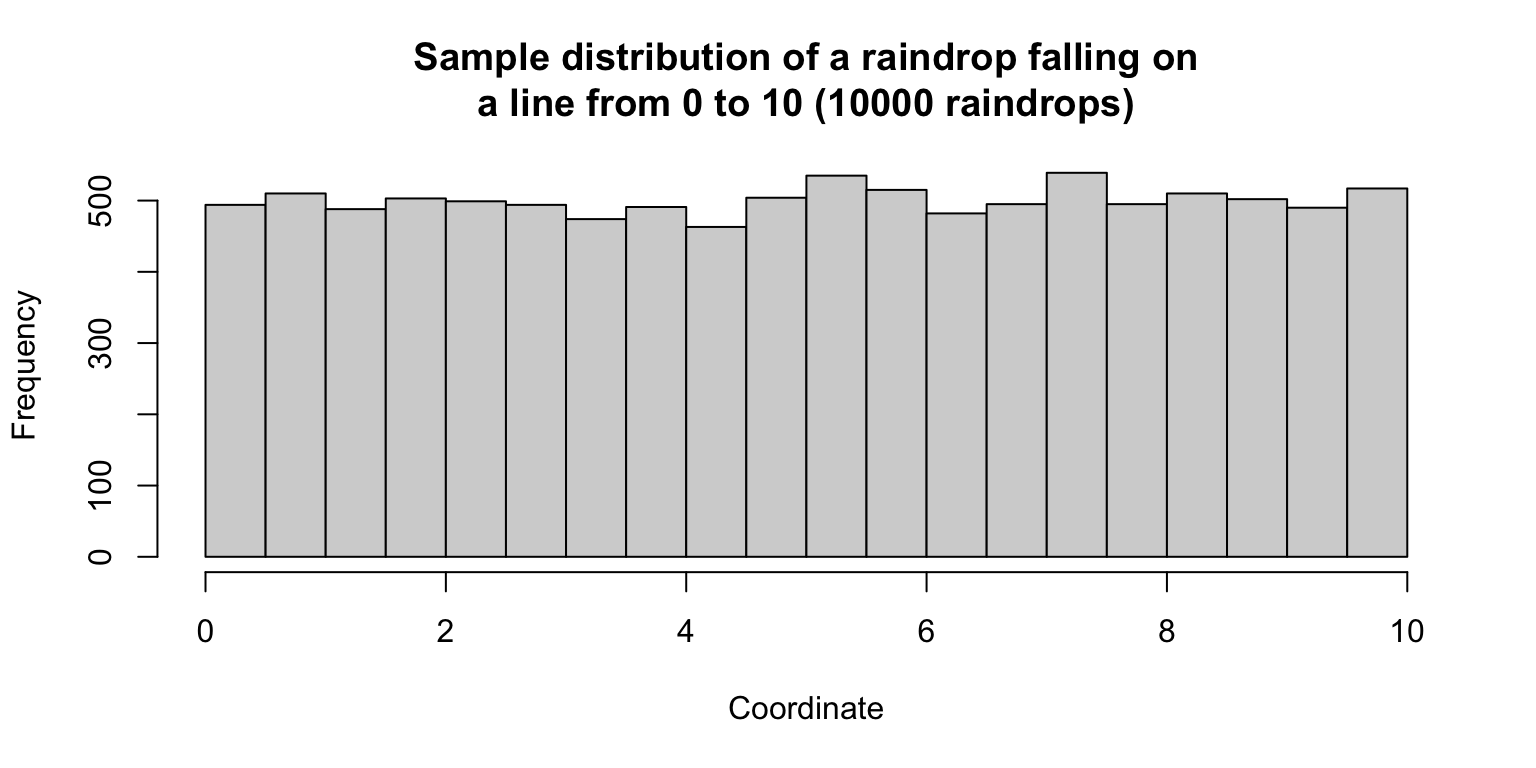 Sample distribution of a raindrop falling on
a line from 0 to 10 (10000 raindrops)
Frequency
500
300
100
0
0 2 4 6 8 10
Coordinate